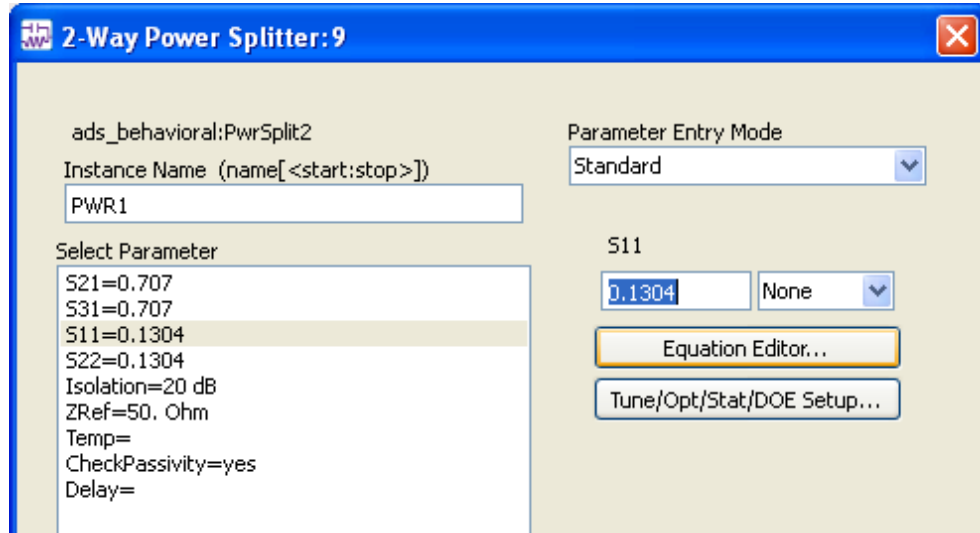 2-Way Power Splitter:9
ads_behavioral:PwrSplit2
Instance Name (name[<start:stop>])
PWR1
Select Parameter
S21=0.707
S31=0.707
S11=0.1304
S22=0.1304
Isolation=20 dB
ZRef=50. Ohm
Temp=
CheckPassivity=yes
Delay=
Parameter Entry Mode
Standard
S11
0.1304 None
Equation Editor...
Tune/Opt/Stat/DOE Setup...